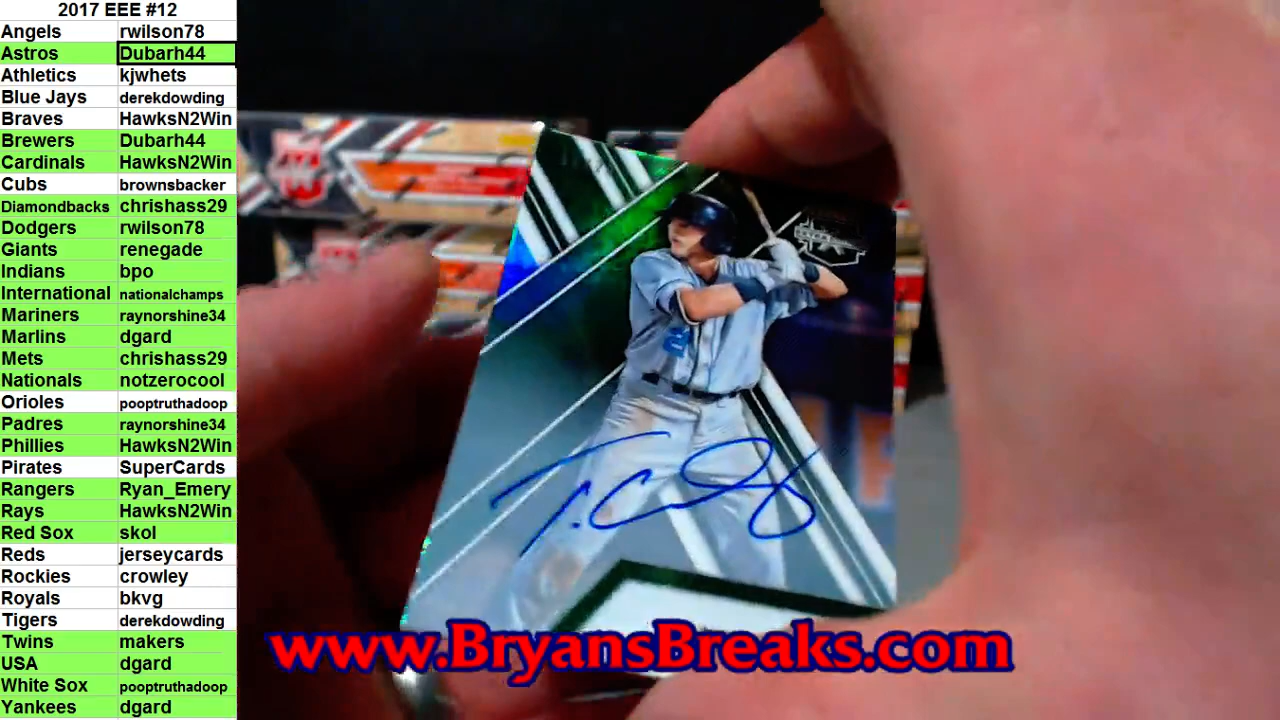 2017 EEE #12
Angels rwilson78
Astros Dubarh44
Athletics kjwhets
Blue Jays derekdowding
Braves HawksN2Win
Brewers Dubarh44
Cardinals HawksN2Win
Cubs brownsbacker
Diamondbacks chrishass29
Dodgers rwilson78
Giants renegade
Indians bpo
International nationalchamps
Mariners raynorshine34
Marlins dgard
Mets chrishass29
Nationals notzerocool
Orioles pooptruthadoop
Padres raynorshine34
Phillies HawksN2Win
Pirates SuperCards
Rangers Ryan_Emery
Rays HawksN2Win
Red Sox skol
Reds jerseycards
Rockies crowley
Royals bkvg
Tigers derekdowding
Twins makers
USA dgard
White Sox pooptruthadoop
Yankees dgard
www.BryansBreaks.com